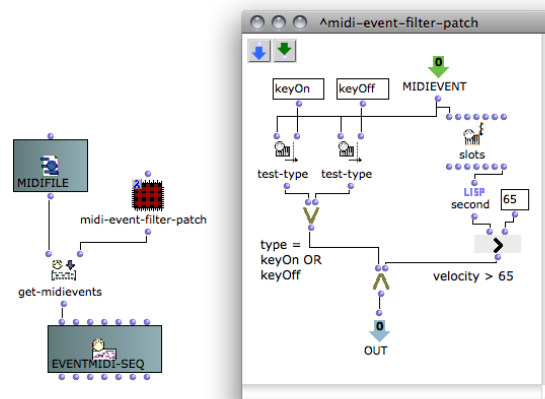 ^midi-event-filter-patch
0
keyOn
keyOff
MIDIEVENT
test-type
test-type
slots
LISP
second
65
>
type =
keyOn OR
keyOff
velocity > 65
0
OUT
MIDIFILE
midi-event-filter-patch
get-midievents
EVENTMIDI-SEQ